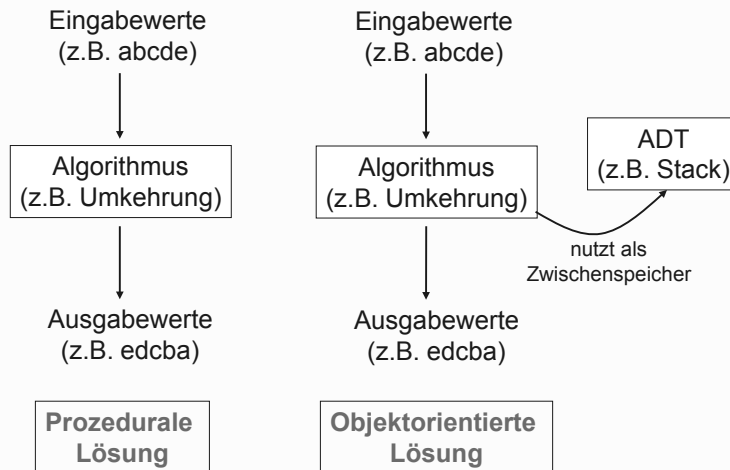 Eingabewerte
(z.B. abcde)
Algorithmus
(z.B. Umkehrung)
Ausgabewerte
(z.B. edcba)
Prozedurale
Lösung
Eingabewerte
(z.B. abcde)
Algorithmus
(z.B. Umkehrung)
ADT
(z.B. Stack)
nutzt als
Zwischenspeicher
Ausgabewerte
(z.B. edcba)
Objektorientierte
Lösung